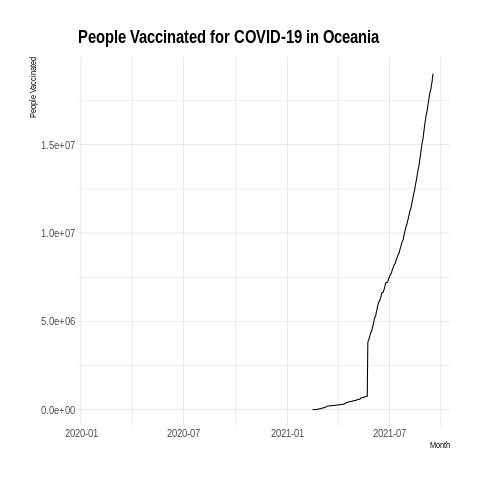 People Vaccinated for COVID-19 in Oceania
People Vaccinated
1.5e+07
1.0e+07
5.0e+06
0.0e+00
2020-01 2020-07 2021-01 2021-07
Month